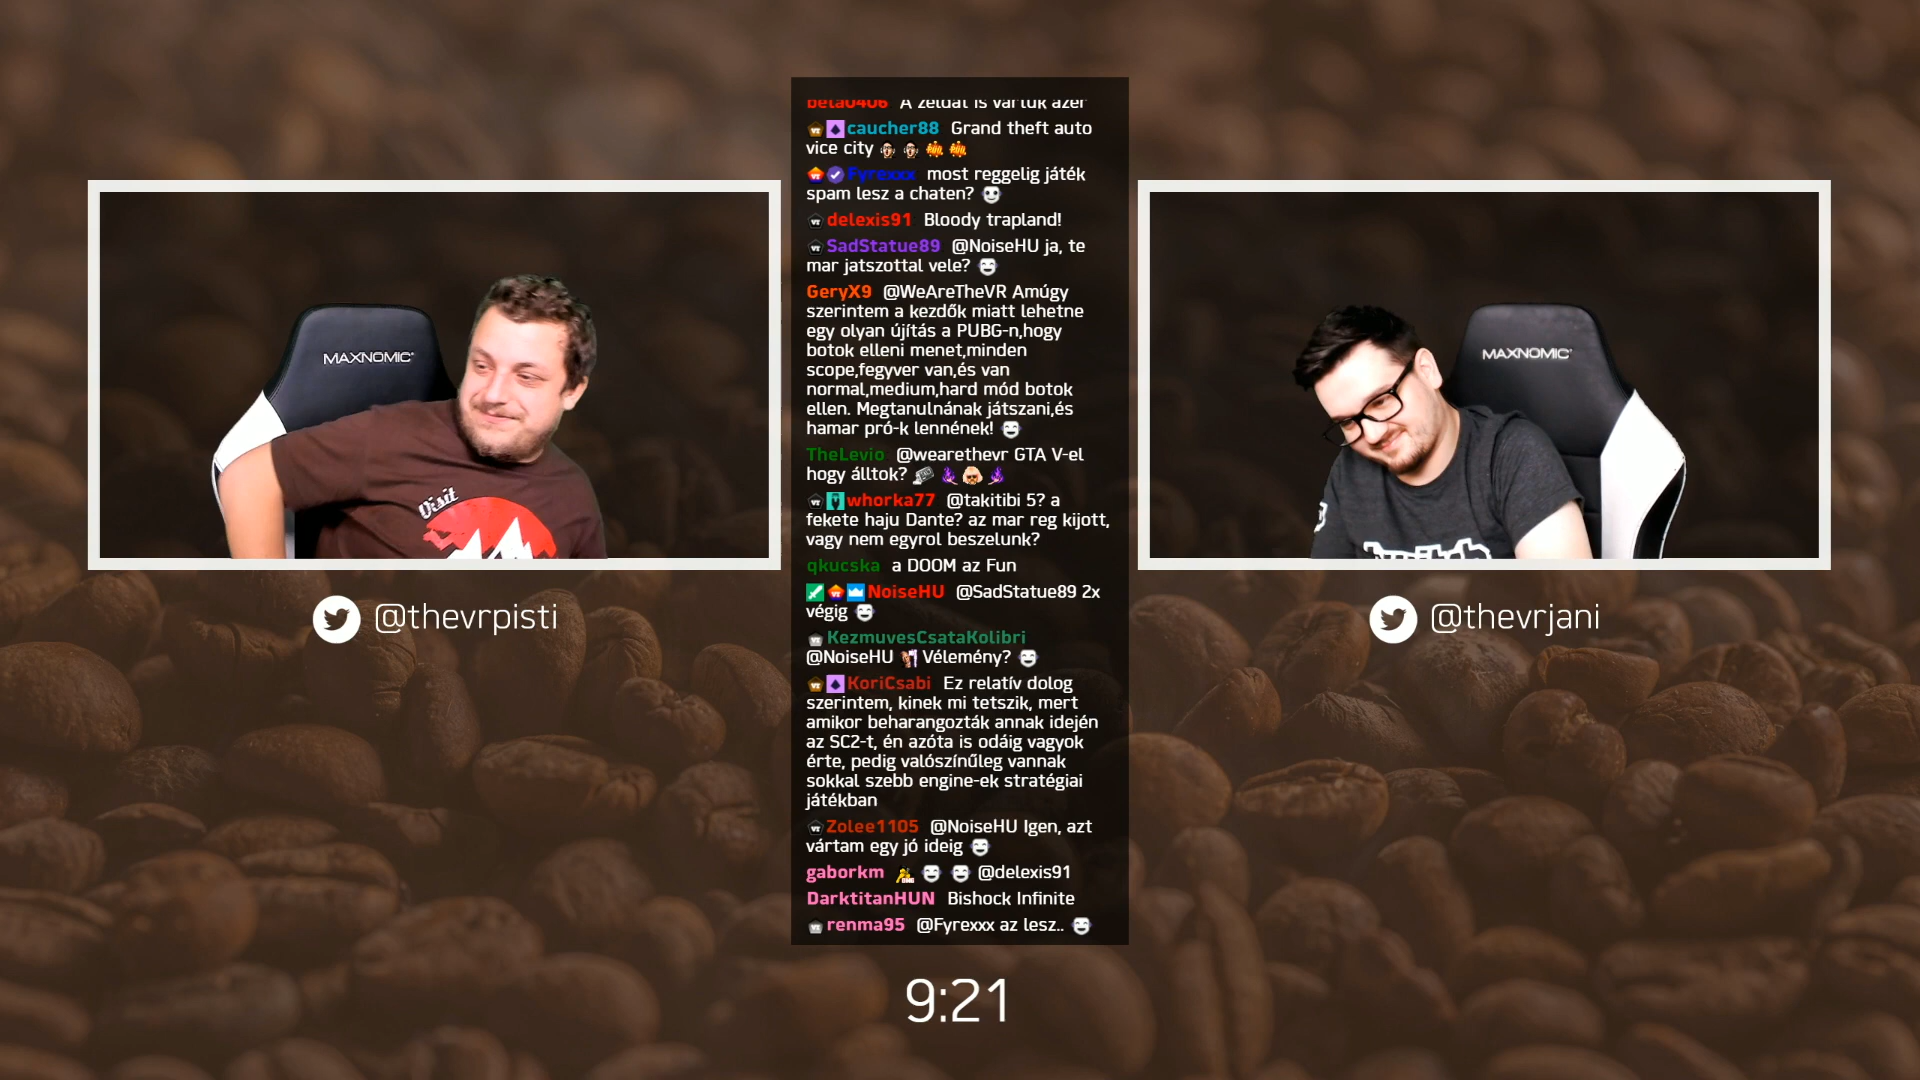 beta0406 A zeldát is vártuk azér
caucher88 Grand theft auto
vice city
Fyrexxx most reggelig játék
spam lesz a chaten?
delexis91 Bloody trapland!
SadStatue89 @NoiseHU ja, te
mar jatszottal vele?
GeryX9 @WeAreTheVR Amúgy
szerintem a kezdők miatt lehetne
egy olyan újítás a PUBG-n,hogy
botok elleni menet,minden
scope,fegyver van,és van
normal,medium,hard mód botok
ellen. Megtanulnának játszani,és
hamar pró-k lennének!
TheLevio @wearethevr GTA V-el
hogy álltok?
whorka77 @takitibi 5? a
fekete haju Dante? az mar reg kijott,
vagy nem egyrol beszelunk?
qkucska a DOOM az Fun
NoiseHU @SadStatue89 2x
végig
KezmuvesCsataKolibri
@NoiseHU Vélemény?
KoriCsabi Ez relatív dolog
szerintem, kinek mi tetszik, mert
amikor beharangozták annak idején
az SC2-t, én azóta is odáig vagyok
érte, pedig valószínűleg vannak
sokkal szebb engine-ek stratégiai
játékban
Zolee1105 @NoiseHU Igen, azt
vártam egy jó ideig
gaborkm @delexis91
DarktitanHUN Bishock Infinite
renma95 @Fyrexxx az lesz..
MAXNOMIC
Visit
@thevrpisti
MAXNOMIC
twitch
@thevrjani
9:21